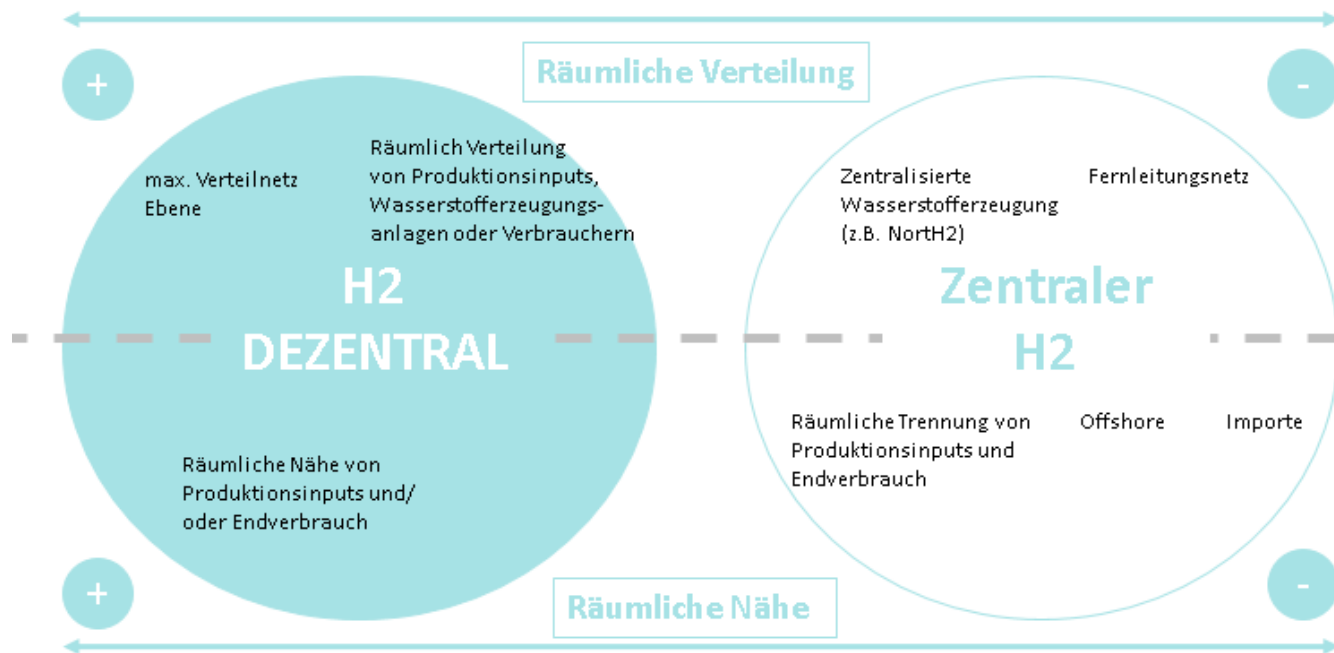 Räumliche Verteilung
+
-
Räumlich Verteilung
von Produktionsinputs,
Wasserstofferzeugungs-
anlagen oder Verbrauchern
max. Verteilnetz
Ebene
H2
DEZENTRAL
Räumliche Nähe von
Produktionsinputs und/
oder Endverbrauch
Zentralisierte
Wasserstofferzeugung
(z.B. NortH2)
Fernleitungsnetz
Zentraler
H2
Räumliche Trennung von
Produktionsinputs und
Endverbrauch
Offshore
Importe
+
-
Räumliche Nähe